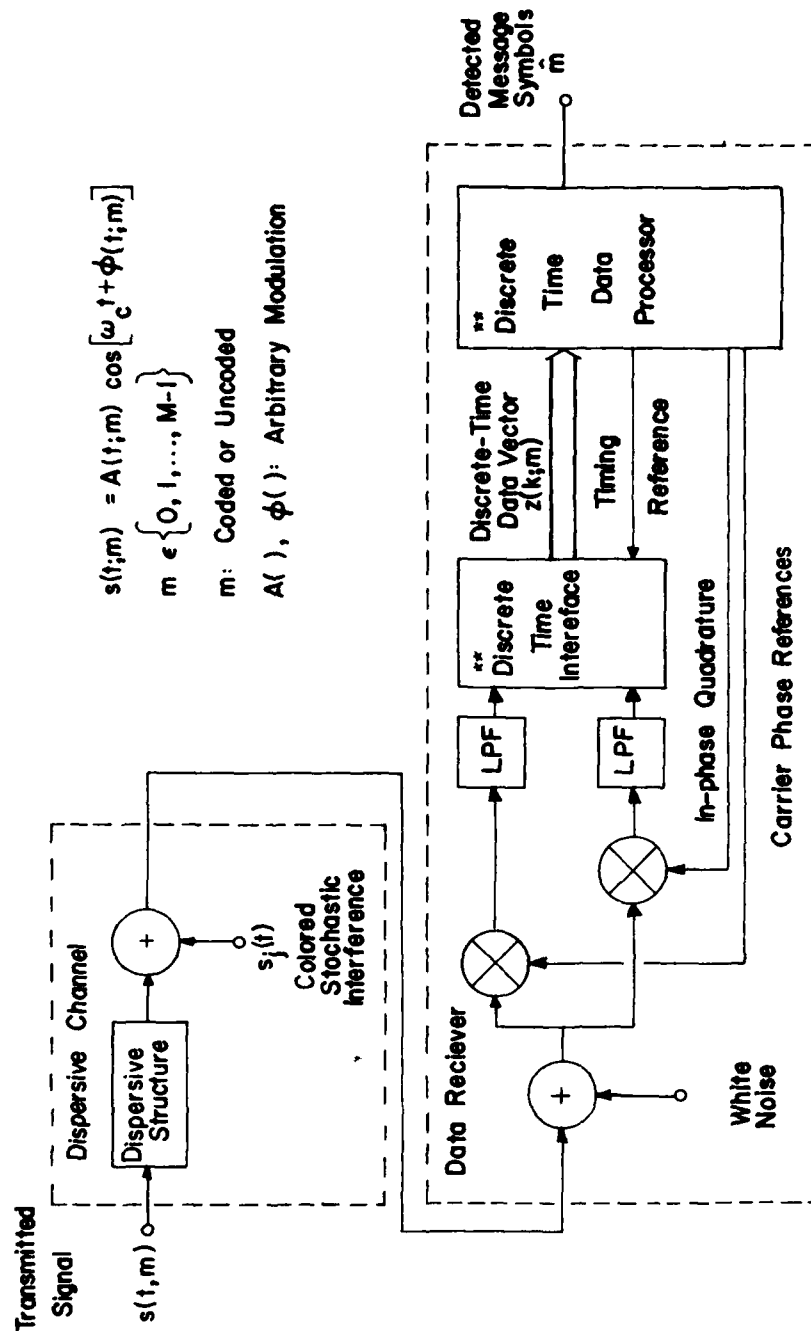 Transmitted
Signal
s(t,m)
Dispersive Channel
Dispersive
Structure
+
s_j(t)
Colored
Stochastic
Interference
s(t;m) = A(t;m) cos[ω_c t + ϕ(t;m)]
m ϵ {0, 1, ..., M-1}
m: Coded or Uncoded
A( ), ϕ( ): Arbitrary Modulation
Data Reciever
+
White
Noise
LPF
LPF
**
Discrete
Time
Intereface
Discrete-Time
Data Vector
z(k;m)
Timing
Reference
**
Discrete
Time
Data
Processor
In-phase Quadrature
Carrier Phase References
Detected
Message
Symbols
m̂